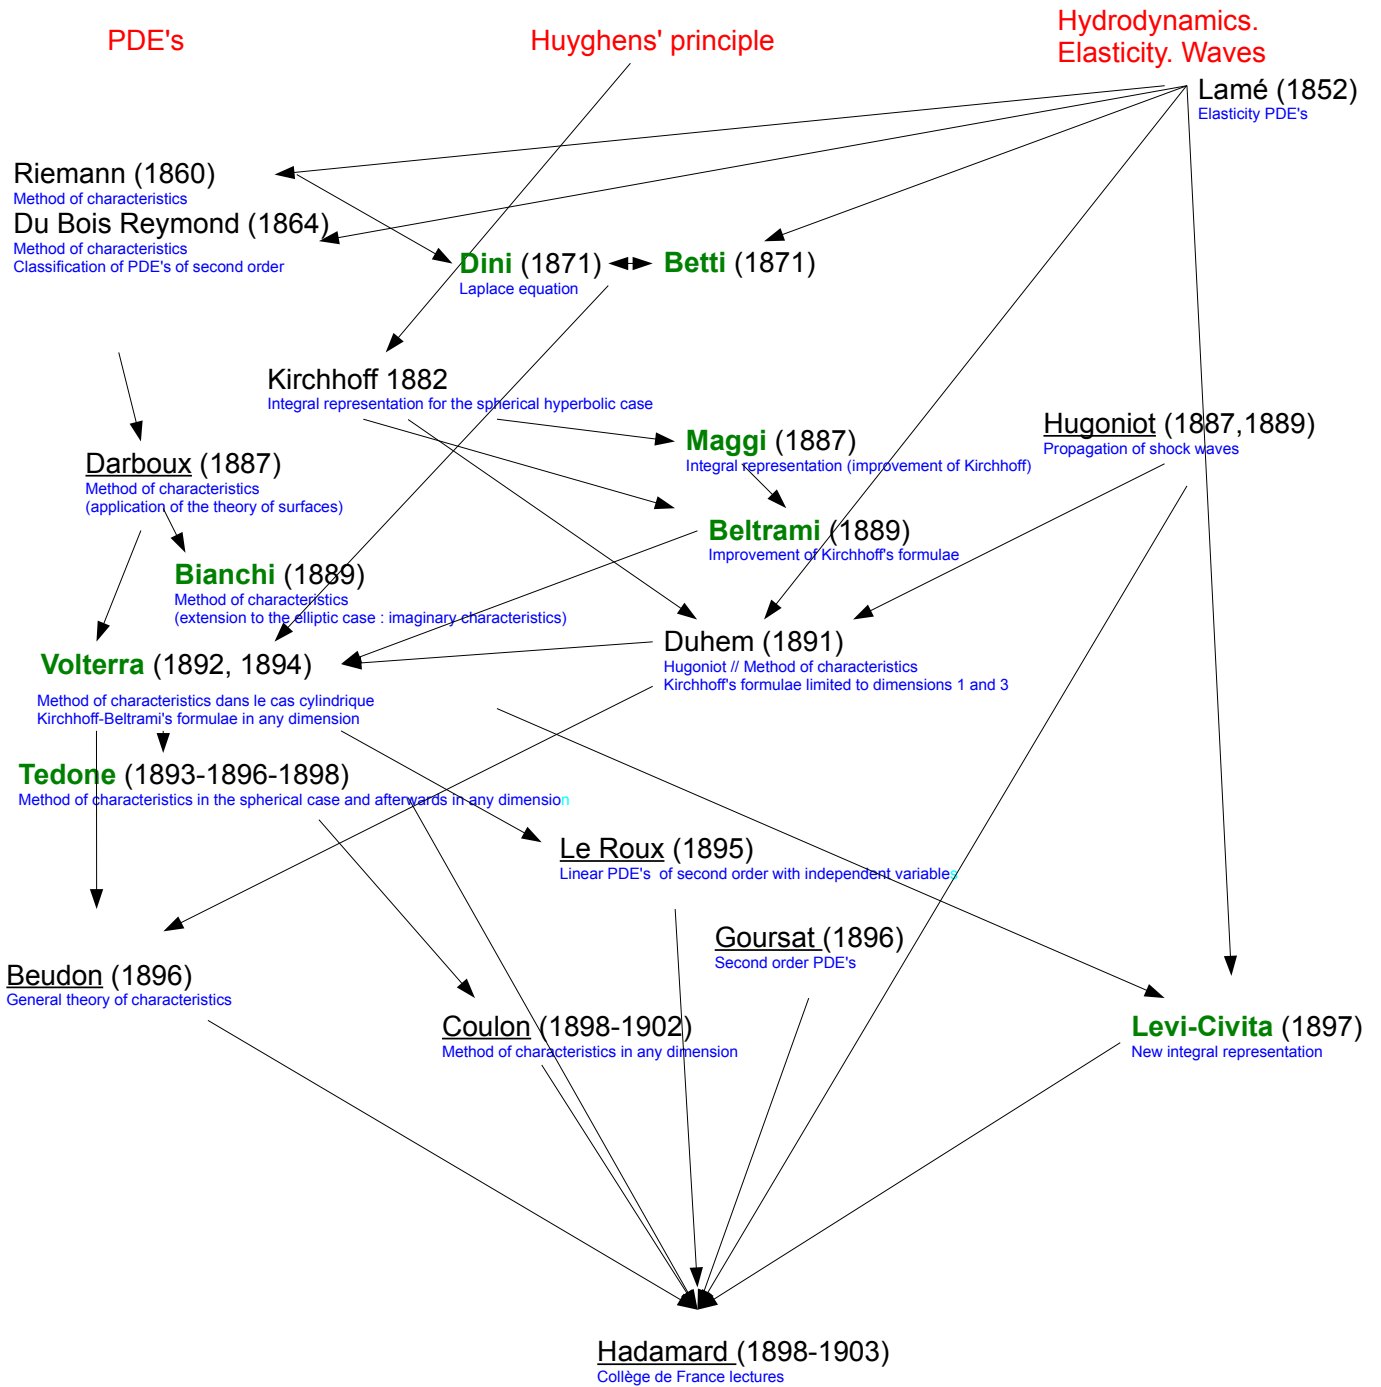 PDE's
Huyghens' principle
Hydrodynamics.
Elasticity. Waves
Lamé (1852)
Elasticity PDE's
Riemann (1860)
Method of characteristics
Du Bois Reymond (1864)
Method of characteristics
Classification of PDE's of second order
Dini (1871)
Laplace equation
Betti (1871)
Kirchhoff 1882
Integral representation for the spherical hyperbolic case
Maggi (1887)
Integral representation (improvement of Kirchhoff)
Hugoniot (1887,1889)
Propagation of shock waves
Darboux (1887)
Method of characteristics
(application of the theory of surfaces)
Beltrami (1889)
Improvement of Kirchhoff's formulae
Bianchi (1889)
Method of characteristics
(extension to the elliptic case : imaginary characteristics)
Duhem (1891)
Hugoniot // Method of characteristics
Kirchhoff's formulae limited to dimensions 1 and 3
Volterra (1892, 1894)
Method of characteristics dans le cas cylindrique
Kirchhoff-Beltrami's formulae in any dimension
Tedone (1893-1896-1898)
Method of characteristics in the spherical case and afterwards in any dimension
Le Roux (1895)
Linear PDE's of second order with independent variables
Goursat (1896)
Second order PDE's
Beudon (1896)
General theory of characteristics
Coulon (1898-1902)
Method of characteristics in any dimension
Levi-Civita (1897)
New integral representation
Hadamard (1898-1903)
Collège de France lectures